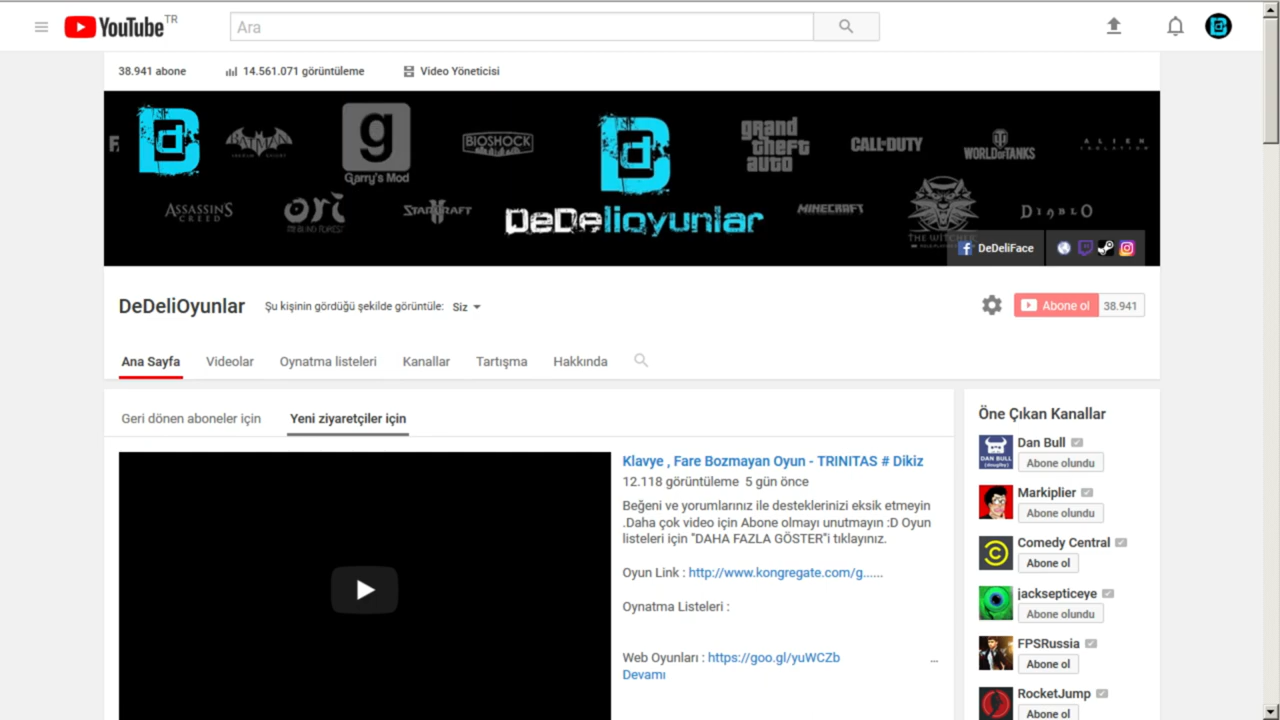 YouTube TR
Ara
38.941 abone
14.561.071 görüntüleme
Video Yöneticisi
Garry's Mod
BIOSHOCK
grand
theft
auto
CALL·DUTY
WORLD OF TANKS
ALIEN
ISOLATION
ASSASSINS
CREED
ori
STARCRAFT
DeDelioyunlar
MINECRAFT
THE WITCHER
DIABLO
DeDeliFace
DeDeliOyunlar
Şu kişinin gördüğü şekilde görüntüle: Siz
Abone ol 38.941
Ana Sayfa
Videolar
Oynatma listeleri
Kanallar
Tartışma
Hakkında
Geri dönen aboneler için
Yeni ziyaretçiler için
Klavye , Fare Bozmayan Oyun - TRINITAS # Dikiz
12.118 görüntüleme 5 gün önce
Beğeni ve yorumlarınız ile desteklerinizi eksik etmeyin
.Daha çok video için Abone olmayı unutmayın :D Oyun
listeleri için "DAHA FAZLA GÖSTER"i tıklayınız.
Oyun Link : http://www.kongregate.com/g......
Oynatma Listeleri :
Web Oyunları : https://goo.gl/yuWCZb ...
Devamı
Öne Çıkan Kanallar
DAN BULL
Dan Bull
Abone olundu
Markiplier
Abone olundu
Comedy Central
Abone ol
jacksepticeye
Abone olundu
FPSRussia
Abone ol
RocketJump
Abone ol